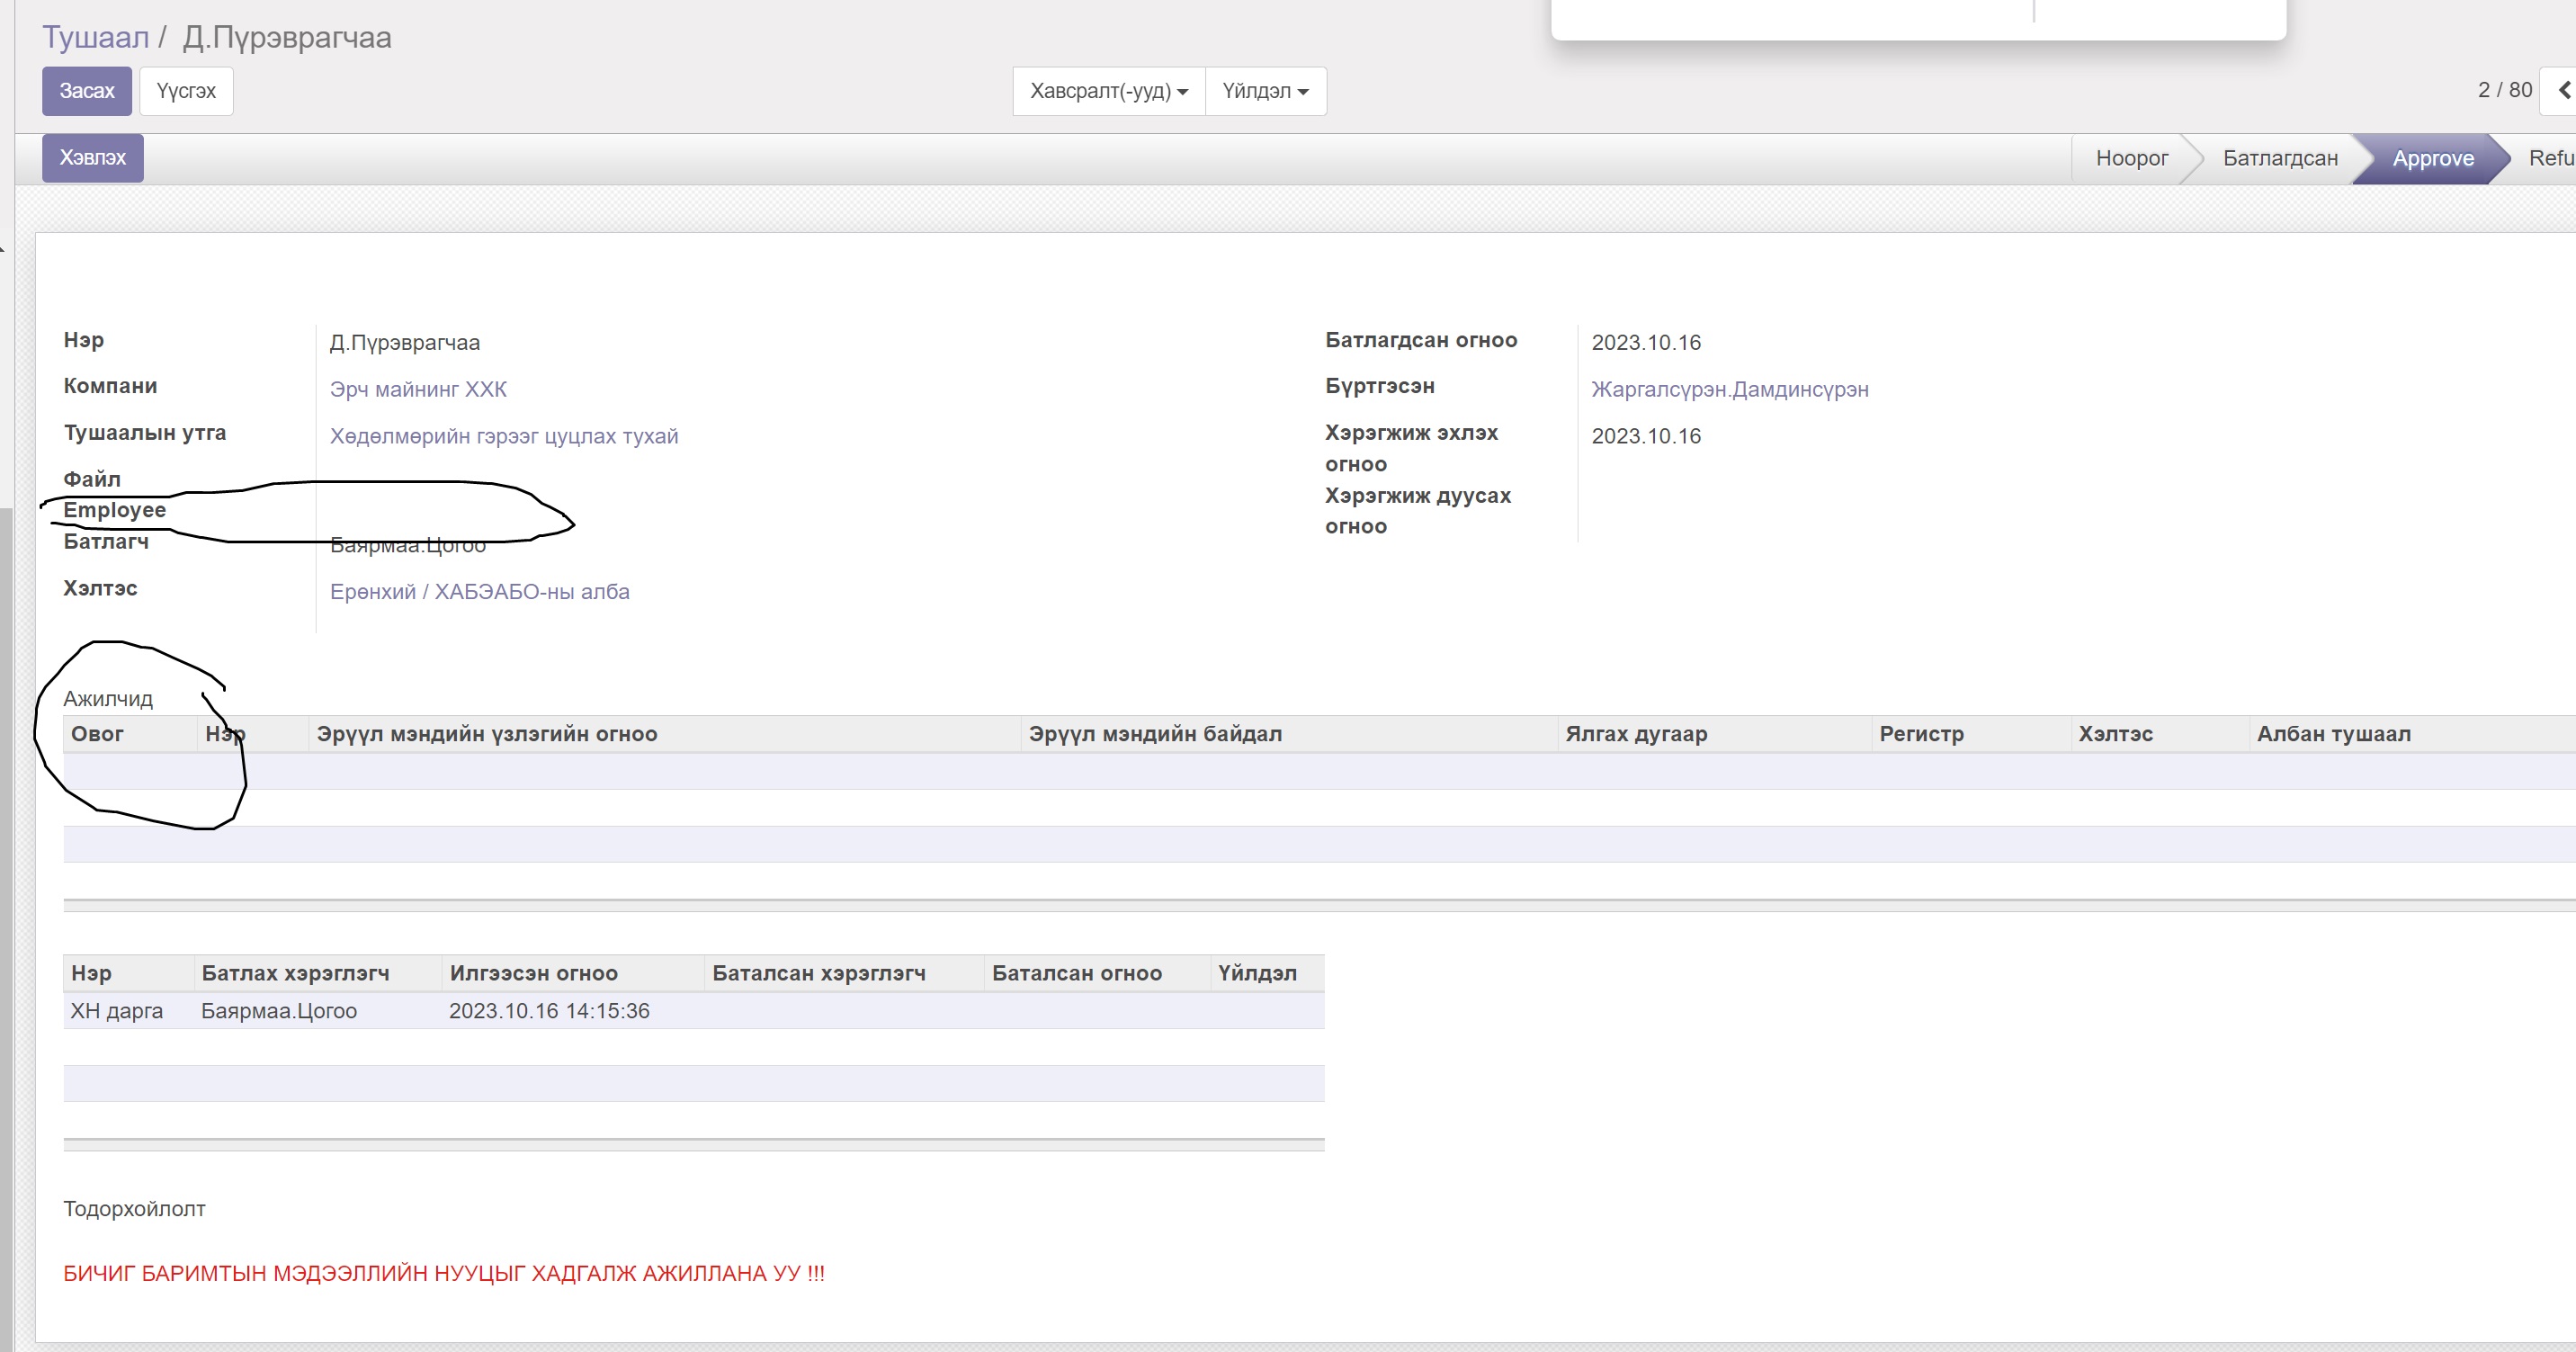 Тушаал / Д.Пүрэврагчаа
Засах Үүсгэх Хавсралт(-ууд) Үйлдэл 2 / 80
Хэвлэх Ноорог Батлагдсан Approve Refu
Нэр Д.Пүрэврагчаа Батлагдсан огноо 2023.10.16
Компани Эрч майнинг ХХК Бүртгэсэн Жаргалсүрэн.Дамдинсүрэн
Тушаалын утга Хөдөлмөрийн гэрээг цуцлах тухай Хэрэгжиж эхлэх огноо 2023.10.16
Файл
Employee Хэрэгжиж дуусах огноо
Батлагч Баярмаа.Цогоо
Хэлтэс Ерөнхий / ХАБЭАБО-ны алба
Ажилчид
Овог Нэр Эрүүл мэндийн үзлэгийн огноо Эрүүл мэндийн байдал Ялгах дугаар Регистр Хэлтэс Албан тушаал
Нэр Батлах хэрэглэгч Илгээсэн огноо Баталсан хэрэглэгч Баталсан огноо Үйлдэл
ХН дарга Баярмаа.Цогоо 2023.10.16 14:15:36
Тодорхойлолт
БИЧИГ БАРИМТЫН МЭДЭЭЛЛИЙН НУУЦЫГ ХАДГАЛЖ АЖИЛЛАНА УУ !!!